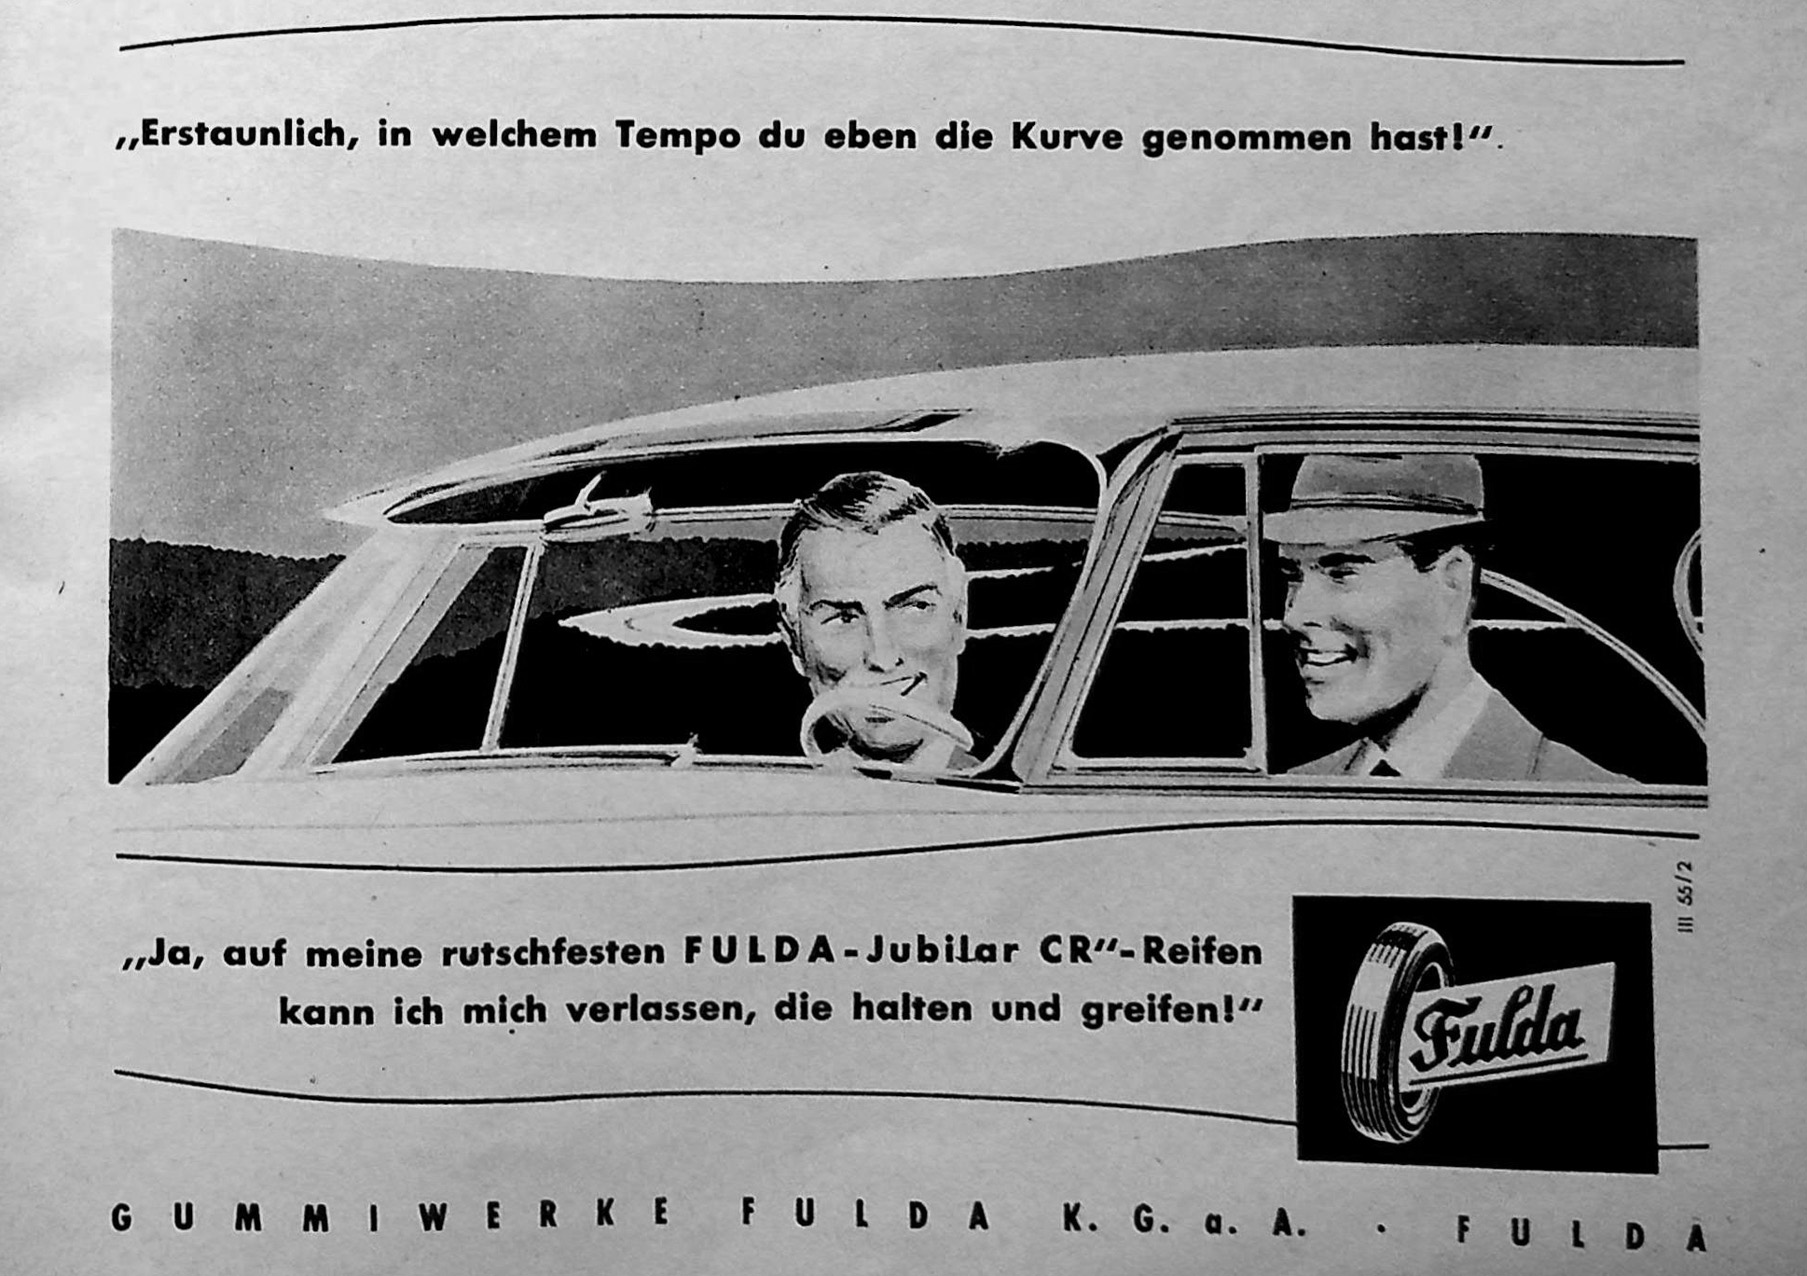 „Erstaunlich, in welchem Tempo du eben die Kurve genommen hast!“.
III 55/2
„Ja, auf meine rutschfesten FULDA-Jubilar CR“-Reifen
kann ich mich verlassen, die halten und greifen!“
Fulda
GUMMIWERKE FULDA K. G. a. A. · FULDA